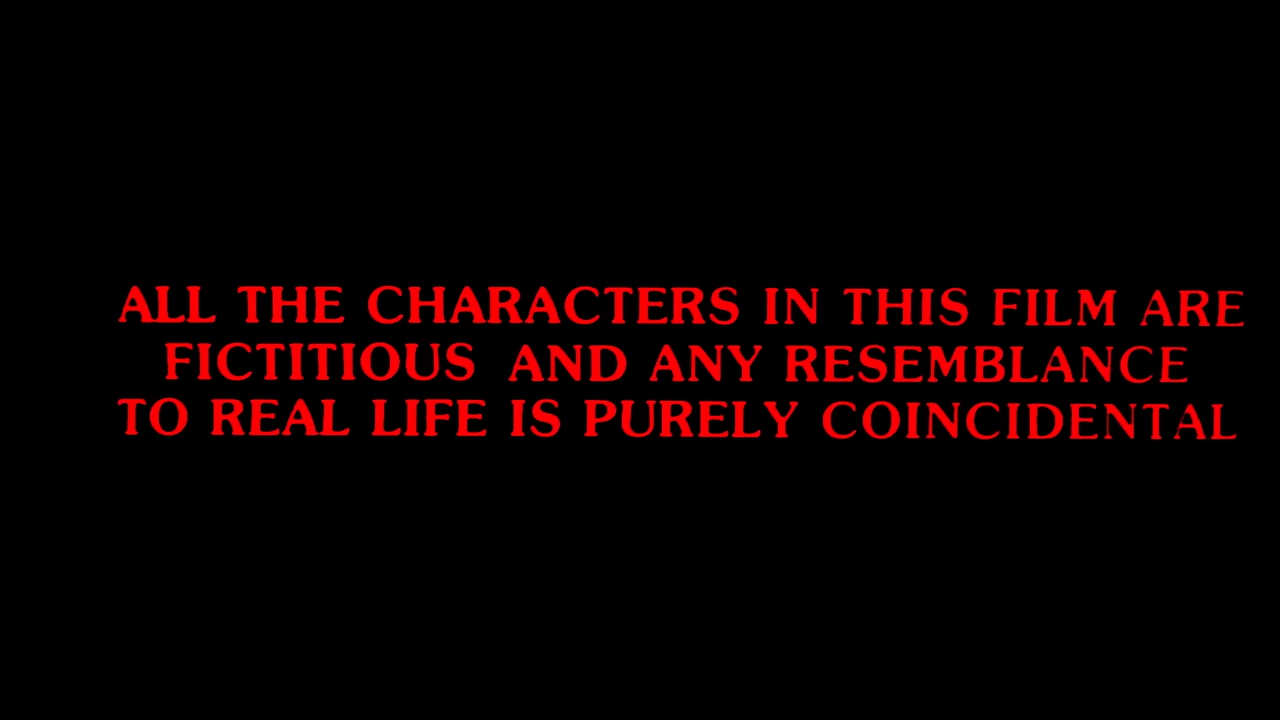 ALL THE CHARACTERS IN THIS FILM ARE
FICTITIOUS AND ANY RESEMBLANCE
TO REAL LIFE IS PURELY COINCIDENTAL